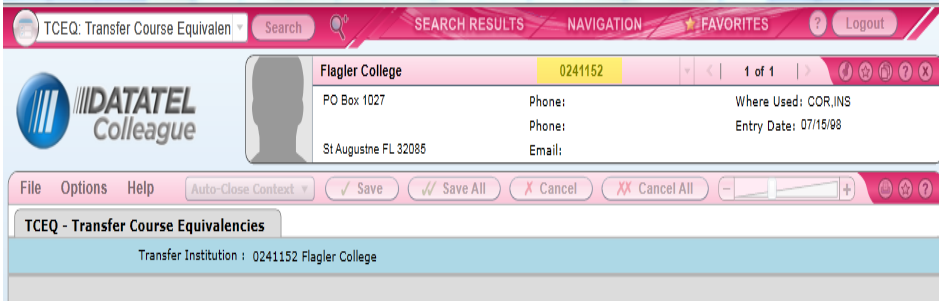 TCEQ: Transfer Course Equivalen Search SEARCH RESULTS NAVIGATION FAVORITES ? Logout
Flagler College 0241152 1 of 1 ?
PO Box 1027 Phone: Where Used: COR,INS
Phone: Entry Date: 07/15/98
St Augustne FL 32085 Email:
DATATEL
Colleague
File Options Help Auto-Close Context Save Save All Cancel Cancel All - + ?
TCEQ - Transfer Course Equivalencies
Transfer Institution : 0241152 Flagler College